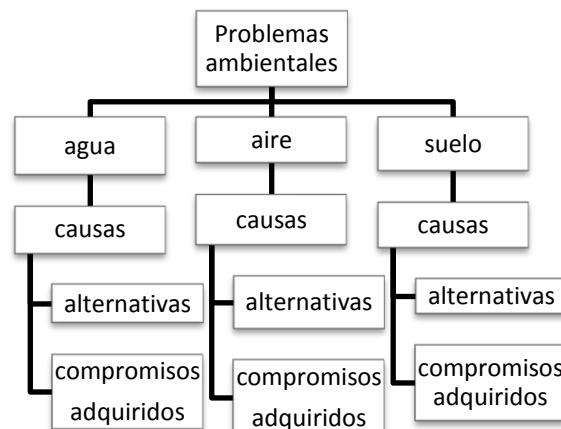 Problemas
ambientales
agua
aire
suelo
causas
causas
causas
alternativas
alternativas
alternativas
compromisos
adquiridos
compromisos
adquiridos
compromisos
adquiridos